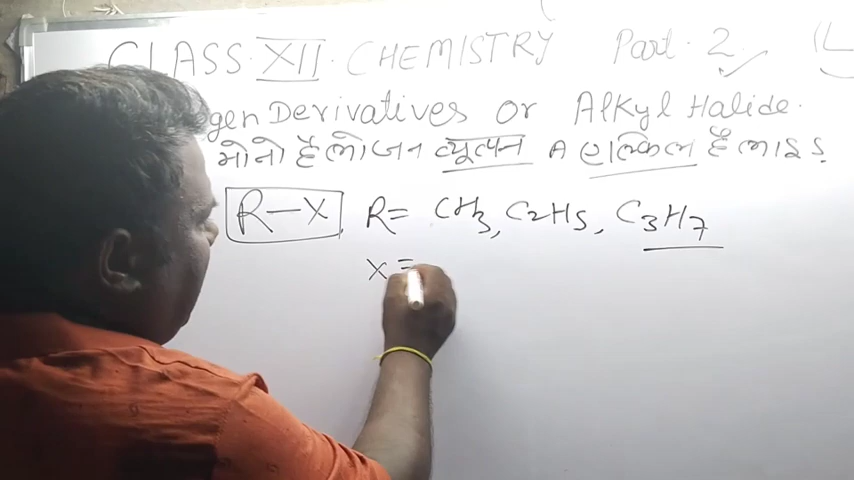 CLASS XII CHEMISTRY Part 2 (L
gen Derivatives or Alkyl Halide.
मोनो हैलोजन व्यूत्पन्न A एल्किल हैलाइड
R-X R= CH3, C2H5, C3H7
X =